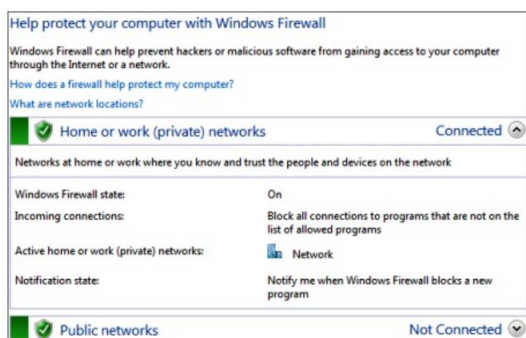 Help protect your computer with Windows Firewall
Windows Firewall can help prevent hackers or malicious software from gaining access to your computer
through the Internet or a network.
How does a firewall help protect my computer?
What are network locations?
Home or work (private) networks Connected
Networks at home or work where you know and trust the people and devices on the network
Windows Firewall state: On
Incoming connections: Block all connections to programs that are not on the
list of allowed programs
Active home or work (private) networks: Network
Notification state: Notify me when Windows Firewall blocks a new
program
Public networks Not Connected